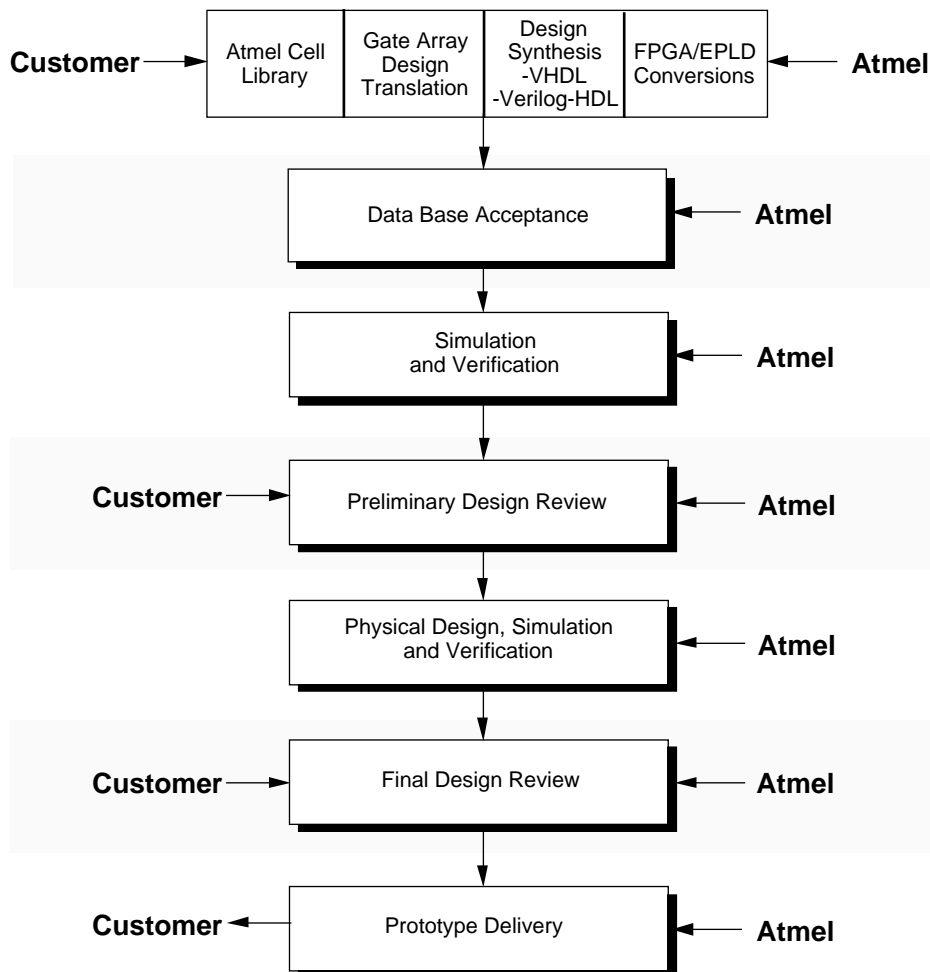 Customer
Atmel Cell
Library
Gate Array
Design
Translation
Design
Synthesis
-VHDL
-Verilog-HDL
FPGA/EPLD
Conversions
Atmel
Data Base Acceptance
Atmel
Simulation
and Verification
Atmel
Customer
Preliminary Design Review
Atmel
Physical Design, Simulation
and Verification
Atmel
Customer
Final Design Review
Atmel
Customer
Prototype Delivery
Atmel